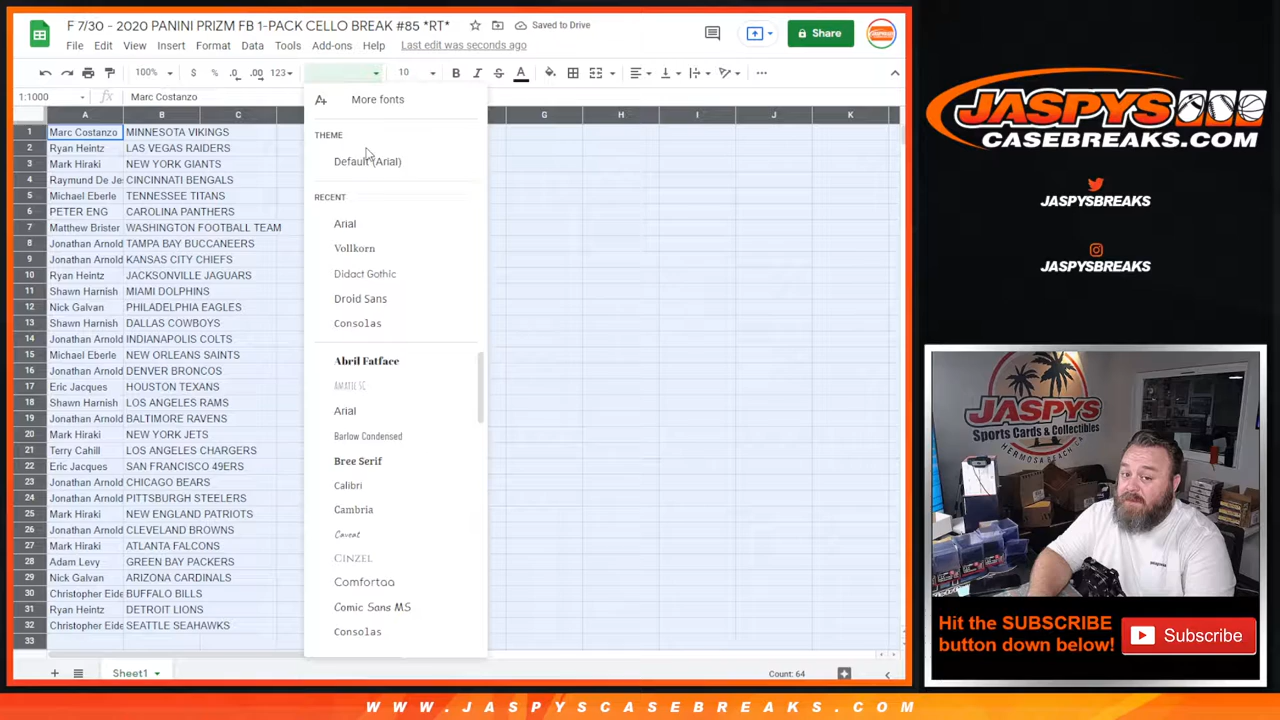 F 7/30 - 2020 PANINI PRIZM FB 1-PACK CELLO BREAK #85 *RT*
Saved to Drive
File Edit View Insert Format Data Tools Add-ons Help Last edit was seconds ago
Share
100% $ % .0 .00 123 10 B I S A
1:1000 fx Marc Costanzo
A B C G H I J K
1 Marc Costanzo MINNESOTA VIKINGS
2 Ryan Heintz LAS VEGAS RAIDERS
3 Mark Hiraki NEW YORK GIANTS
4 Raymund De Je CINCINNATI BENGALS
5 Michael Eberle TENNESSEE TITANS
6 PETER ENG CAROLINA PANTHERS
7 Matthew Brister WASHINGTON FOOTBALL TEAM
8 Jonathan Arnold TAMPA BAY BUCCANEERS
9 Jonathan Arnold KANSAS CITY CHIEFS
10 Ryan Heintz JACKSONVILLE JAGUARS
11 Shawn Harnish MIAMI DOLPHINS
12 Nick Galvan PHILADELPHIA EAGLES
13 Shawn Harnish DALLAS COWBOYS
14 Jonathan Arnold INDIANAPOLIS COLTS
15 Michael Eberle NEW ORLEANS SAINTS
16 Jonathan Arnold DENVER BRONCOS
17 Eric Jacques HOUSTON TEXANS
18 Shawn Harnish LOS ANGELES RAMS
19 Jonathan Arnold BALTIMORE RAVENS
20 Mark Hiraki NEW YORK JETS
21 Terry Cahill LOS ANGELES CHARGERS
22 Eric Jacques SAN FRANCISCO 49ERS
23 Jonathan Arnold CHICAGO BEARS
24 Jonathan Arnold PITTSBURGH STEELERS
25 Mark Hiraki NEW ENGLAND PATRIOTS
26 Jonathan Arnold CLEVELAND BROWNS
27 Mark Hiraki ATLANTA FALCONS
28 Adam Levy GREEN BAY PACKERS
29 Nick Galvan ARIZONA CARDINALS
30 Christopher Eide BUFFALO BILLS
31 Ryan Heintz DETROIT LIONS
32 Christopher Eide SEATTLE SEAHAWKS
33
More fonts
THEME
Default (Arial)
RECENT
Arial
Vollkorn
Didact Gothic
Droid Sans
Consolas
Abril Fatface
AMATIC SC
Arial
Barlow Condensed
Bree Serif
Calibri
Cambria
Caveat
CINZEL
Comfortaa
Comic Sans MS
Consolas
Sheet1
Count: 64
JASPYS
CASEBREAKS.COM
JASPYSBREAKS
JASPYSBREAKS
JASPYS
Sports Cards & Collectibles
HERMOSA BEACH, CA
Hit the SUBSCRIBE
button down below!
Subscribe
WWW.JASPYSCASEBREAKS.COM